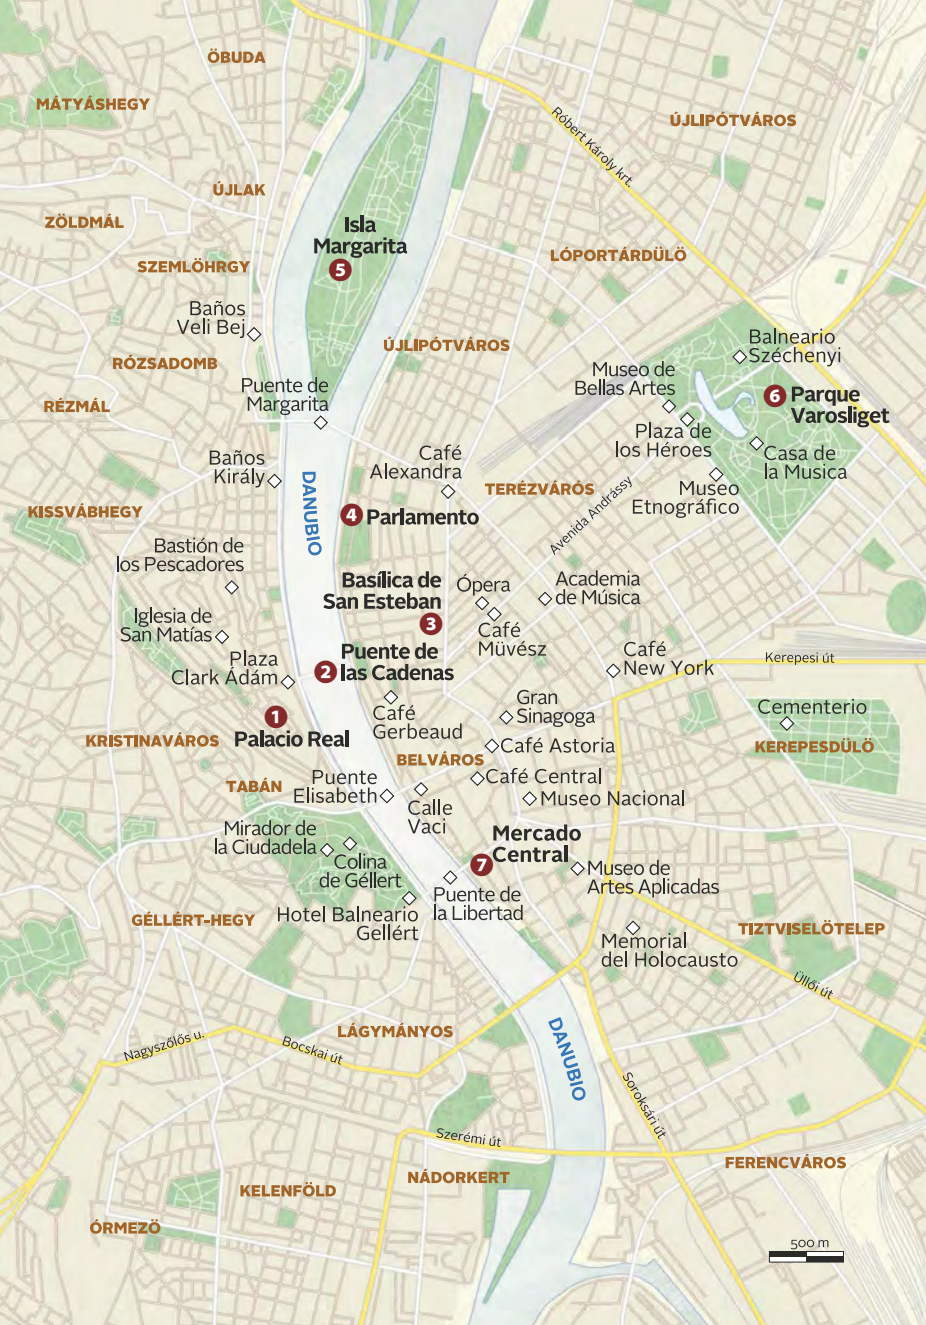 ÖBUDA
MÁTYÁSHEGY
ÚJLIPÓTVÁROS
Róbert Károly krt.
ÚJLAK
ZÖLDMÁL
Isla
Margarita
5
SZEMLÖHRGY
LÓPORTÁRDÜLÖ
Baños
Veli Bej
RÓZSADOMB
ÚJLIPÓTVÁROS
Balneario
Széchenyi
Museo de
Bellas Artes
6 Parque
Varosliget
RÉZMÁL
Puente de
Margarita
Plaza de
los Héroes
Casa de
la Musica
Baños
Király
Café
Alexandra
TERÉZVÁRÓS
Museo
Etnográfico
KISSVÁBHEGY
DANUBIO
4 Parlamento
Avenida Andrássy
Bastión de
los Pescadores
Basílica de
San Esteban
3
Ópera
Academia
de Música
Iglesia de
San Matías
Café
Müvész
Plaza
Clark Ádám
2
Puente de
las Cadenas
Café
New York
Kerepesi út
1
Palacio Real
KRISTINAVÁROS
Café
Gerbeaud
Gran
Sinagoga
Cementerio
KEREPESDÜLÖ
BELVÁROS
Café Astoria
TABÁN
Puente
Elisabeth
Café Central
Calle
Vaci
Museo Nacional
Mirador de
la Ciudadela
Colina
de Géllert
Mercado
Central
7
Museo de
Artes Aplicadas
Puente de
la Libertad
GÉLLÉRT-HEGY
Hotel Balneario
Gellért
TIZTVISELÖTELEP
Memorial
del Holocausto
Üllői út
LÁGYMÁNYOS
Nagyszőlős u.
Bocskai út
DANUBIO
Soroksári út
Szerémi út
FERENCVÁROS
NÁDORKERT
KELENFÖLD
ÓRMEZÖ
500 m